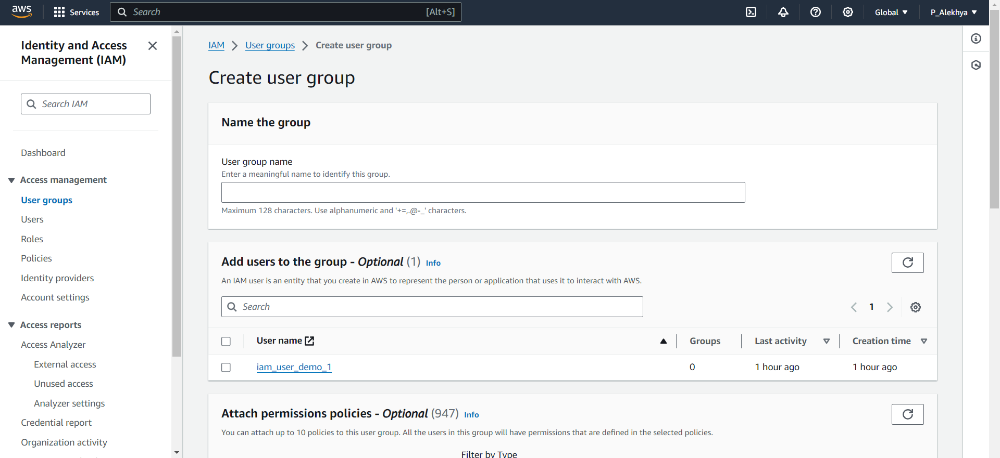 aws
Services
Search
[Alt+S]
Global
P_Alekhya
Identity and Access
Management (IAM)
Search IAM
Dashboard
Access management
User groups
Users
Roles
Policies
Identity providers
Account settings
Access reports
Access Analyzer
External access
Unused access
Analyzer settings
Credential report
Organization activity
IAM
User groups
Create user group
Create user group
Name the group
User group name
Enter a meaningful name to identify this group.
Maximum 128 characters. Use alphanumeric and '+=,.@-_' characters.
Add users to the group - Optional (1) Info
An IAM user is an entity that you create in AWS to represent the person or application that uses it to interact with AWS.
Search
1
User name Groups Last activity Creation time
iam_user_demo_1 0 1 hour ago 1 hour ago
Attach permissions policies - Optional (947) Info
You can attach up to 10 policies to this user group. All the users in this group will have permissions that are defined in the selected policies.
Filter by Type